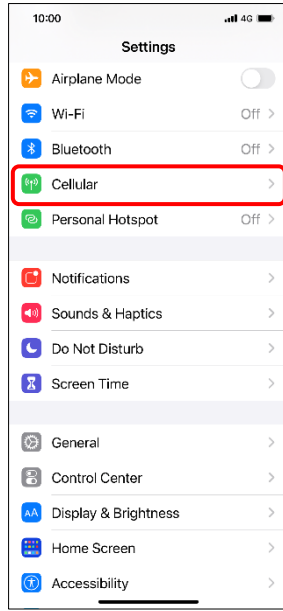 10:00 4G
Settings
Airplane Mode
Wi-Fi Off
Bluetooth Off
Cellular
Personal Hotspot Off
Notifications
Sounds & Haptics
Do Not Disturb
Screen Time
General
Control Center
AA Display & Brightness
Home Screen
Accessibility